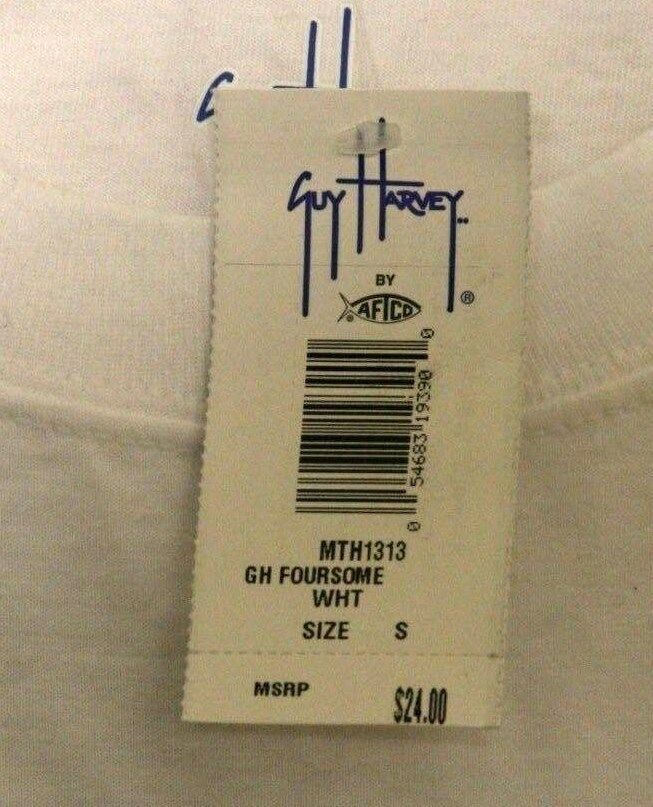 GUY HARVEY
BY
AFTCO ®
0 54683 19390 0
MTH1313
GH FOURSOME
WHT
SIZE S
MSRP $24.00